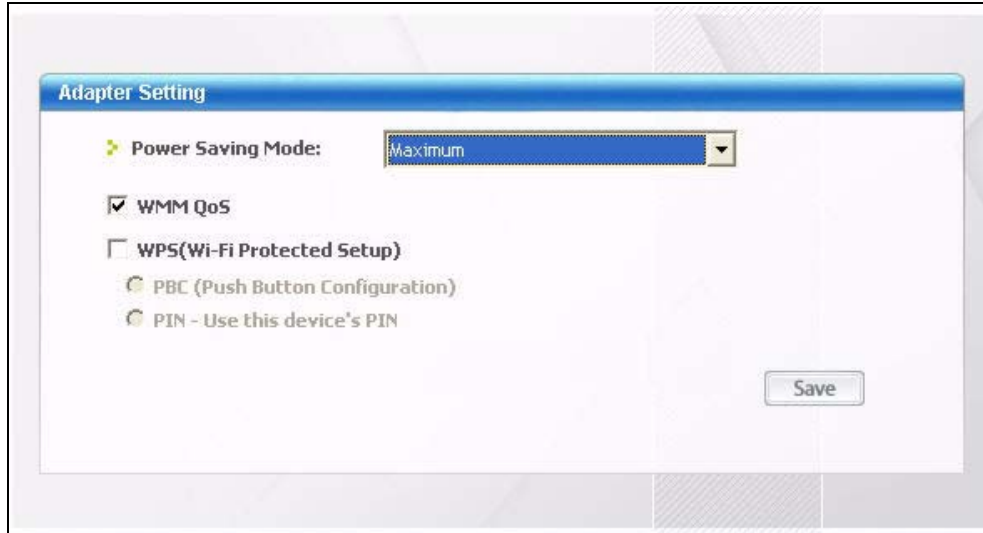 Adapter Setting
Power Saving Mode: Maximum
WMM QoS
WPS(Wi-Fi Protected Setup)
PBC (Push Button Configuration)
PIN - Use this device's PIN
Save